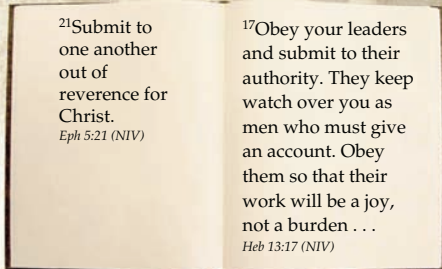 ²¹Submit to
one another
out of
reverence for
Christ.
Eph 5:21 (NIV)
¹⁷Obey your leaders
and submit to their
authority. They keep
watch over you as
men who must give
an account. Obey
them so that their
work will be a joy,
not a burden . . .
Heb 13:17 (NIV)